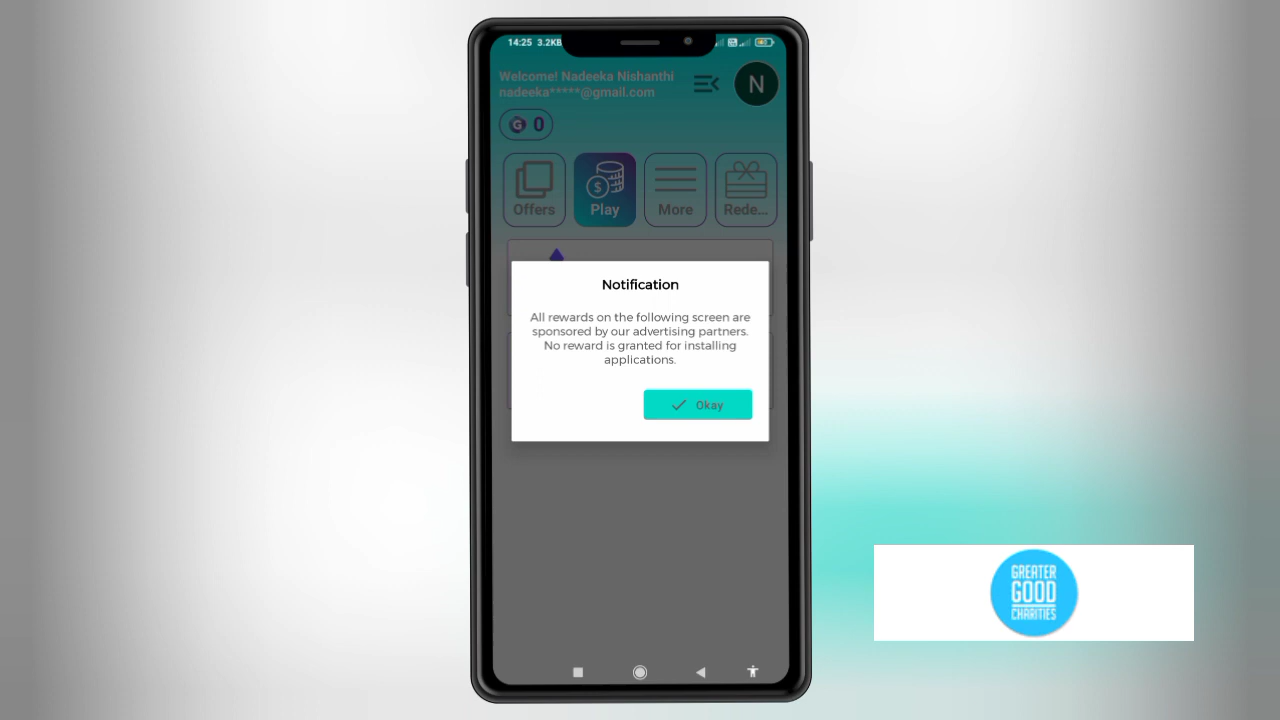 14:25 3.2KB
Welcome! Nadeeka Nishanthi
nadeeka*****@gmail.com
N
G 0
Offers
Play
More
Rede...
Notification
All rewards on the following screen are
sponsored by our advertising partners.
No reward is granted for installing
applications.
Okay
GREATER
GOOD
CHARITIES